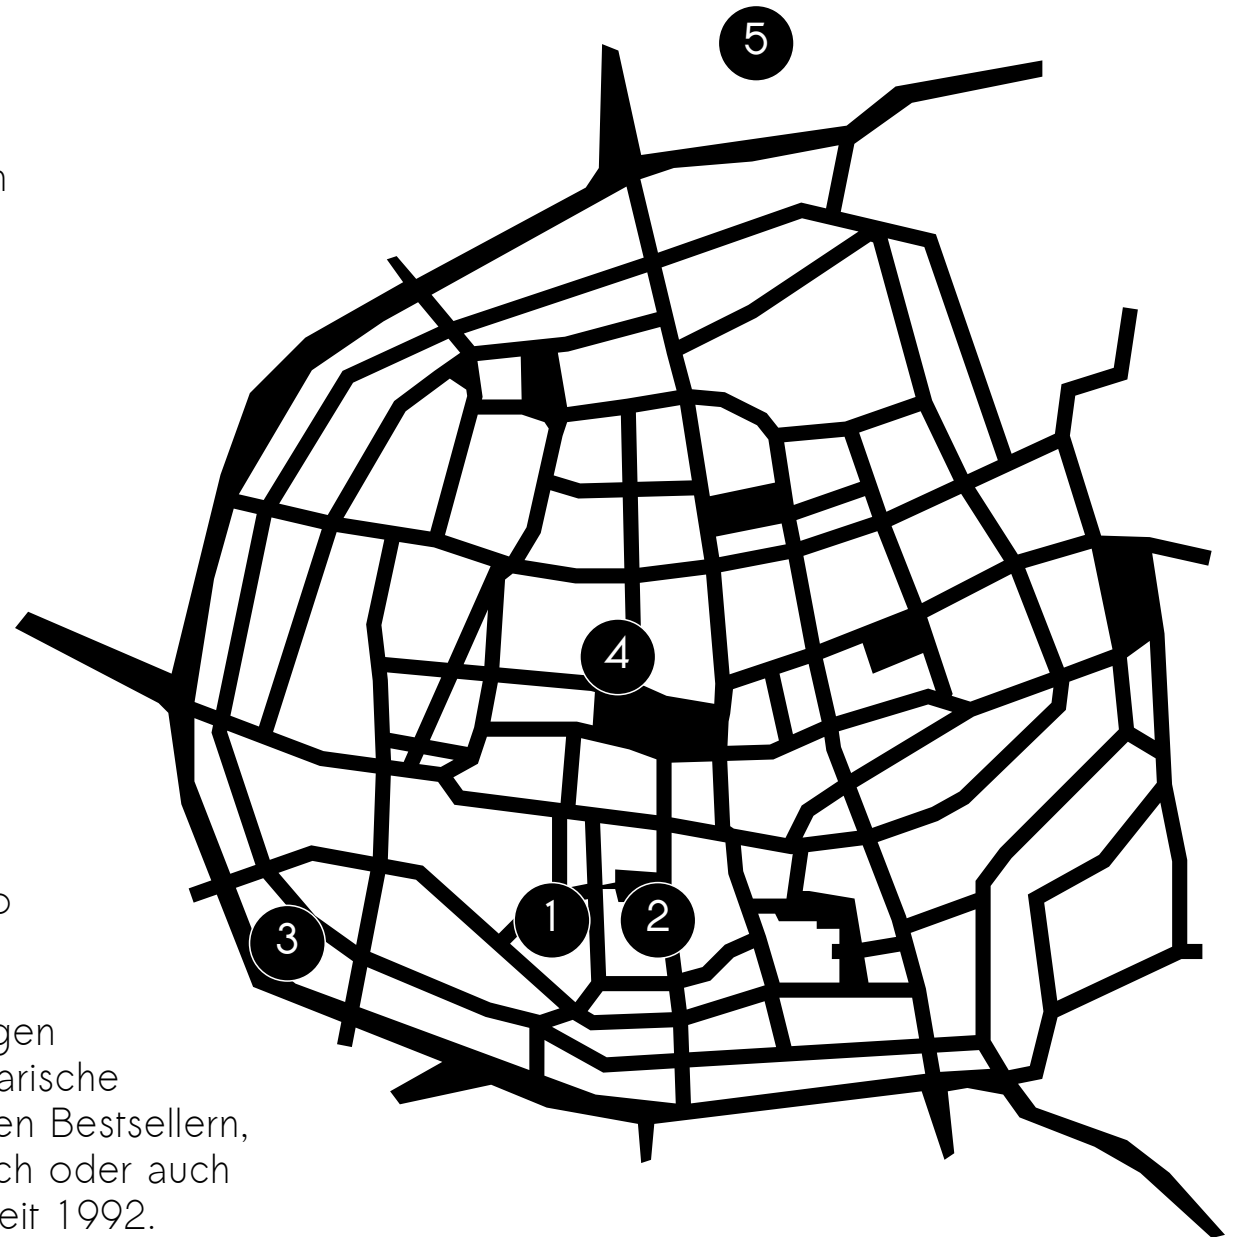 5
n
4
o
1
2
3
gen
arische
en Bestsellern,
ch oder auch
eit 1992.